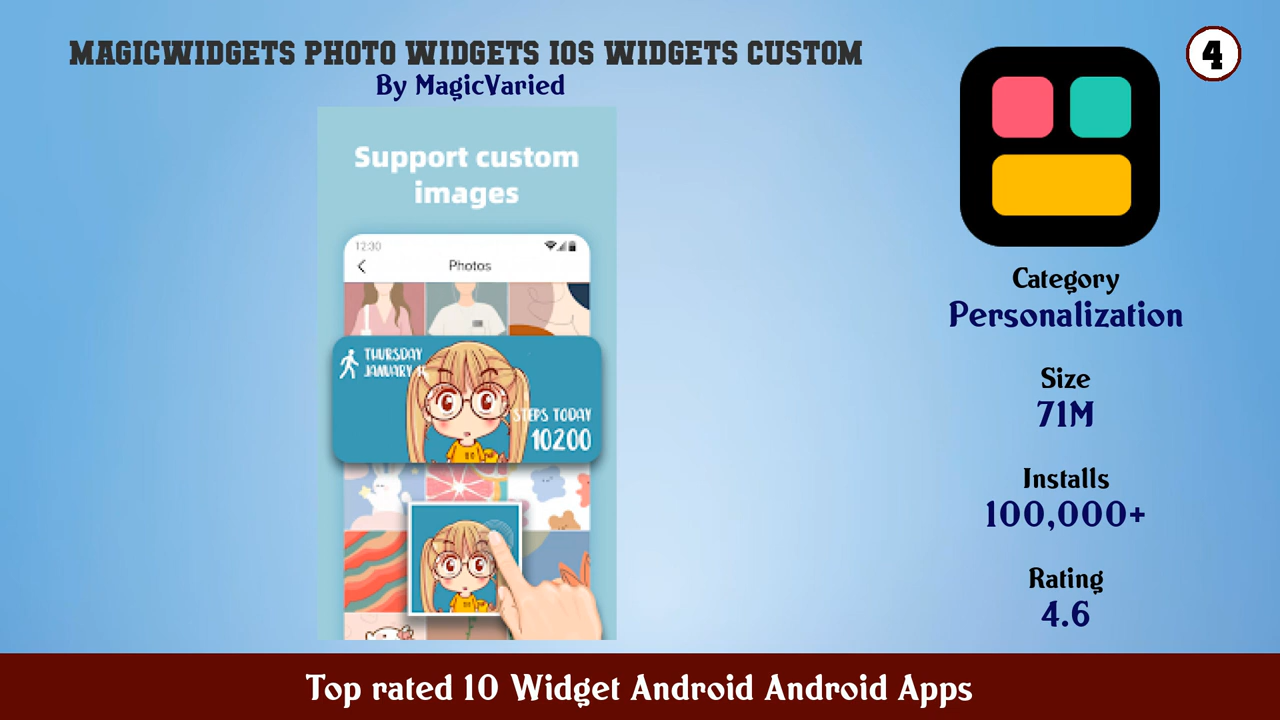 MAGICWIDGETS PHOTO WIDGETS IOS WIDGETS CUSTOM
By MagicVaried
4
Support custom
images
12:30
Photos
THURSDAY
JANUARY
STEPS TODAY
10200
Category
Personalization
Size
71M
Installs
100,000+
Rating
4.6
Top rated 10 Widget Android Android Apps